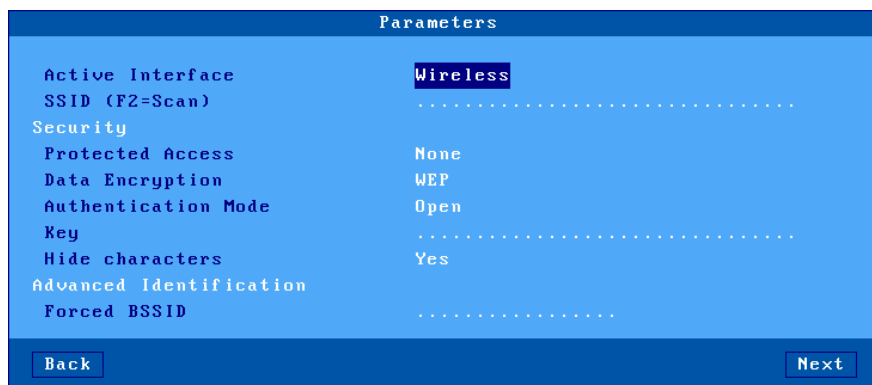 Parameters
Active Interface Wireless
SSID (F2=Scan) ................................
Security
Protected Access None
Data Encryption WEP
Authentication Mode Open
Key ................................
Hide characters Yes
Advanced Identification
Forced BSSID .................
Back Next